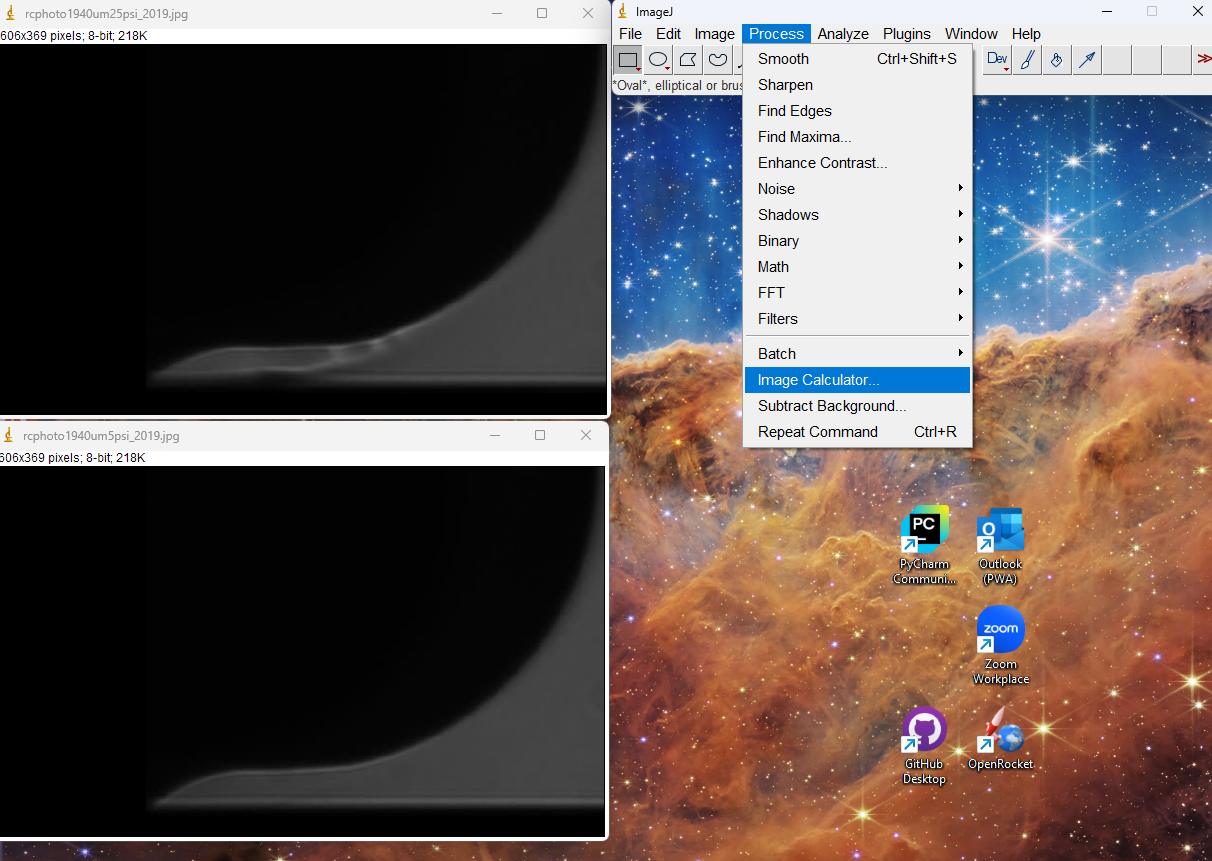 rcphoto1940um25psi_2019.jpg
606x369 pixels; 8-bit; 218K
rcphoto1940um5psi_2019.jpg
606x369 pixels; 8-bit; 218K
ImageJ
File Edit Image Process Analyze Plugins Window Help
Dev
*Oval*, elliptical or brus
Smooth Ctrl+Shift+S
Sharpen
Find Edges
Find Maxima...
Enhance Contrast...
Noise
Shadows
Binary
Math
FFT
Filters
Batch
Image Calculator...
Subtract Background...
Repeat Command Ctrl+R
PC
PyCharm
Communi...
O
Outlook
(PWA)
zoom
Zoom
Workplace
GitHub
Desktop
OpenRocket